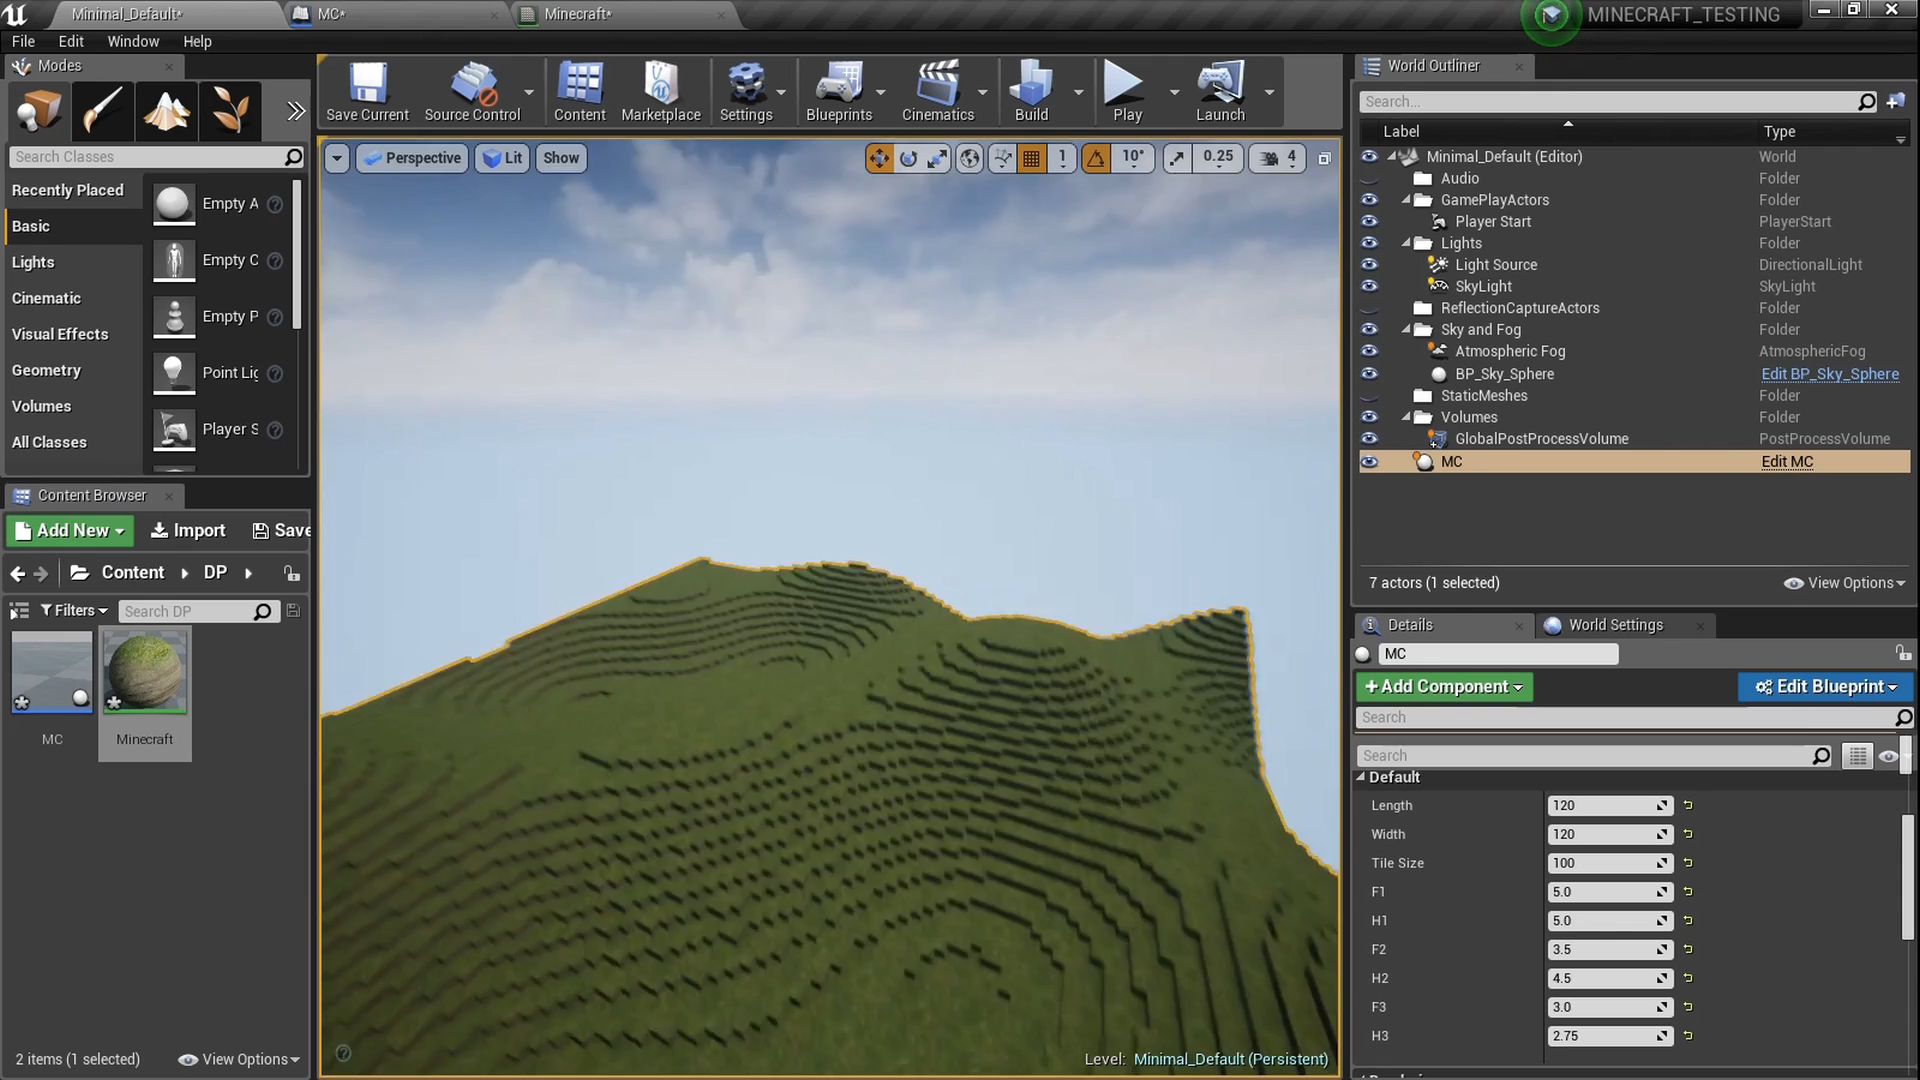 Minimal_Default*
MC*
Minecraft*
MINECRAFT_TESTING
File
Edit
Window
Help
Modes
Search Classes
Recently Placed
Basic
Lights
Cinematic
Visual Effects
Geometry
Volumes
All Classes
Empty A
Empty C
Empty P
Point Lig
Player S
Save Current
Source Control
Content
Marketplace
Settings
Blueprints
Cinematics
Build
Play
Launch
Perspective
Lit
Show
1
10°
0.25
4
Level: Minimal_Default (Persistent)
Content Browser
Add New
Import
Save
Content
DP
Filters
Search DP
MC
Minecraft
2 items (1 selected)
View Options
World Outliner
Search...
Label
Type
Minimal_Default (Editor)
World
Audio
Folder
GamePlayActors
Folder
Player Start
PlayerStart
Lights
Folder
Light Source
DirectionalLight
SkyLight
SkyLight
ReflectionCaptureActors
Folder
Sky and Fog
Folder
Atmospheric Fog
AtmosphericFog
BP_Sky_Sphere
Edit BP_Sky_Sphere
StaticMeshes
Folder
Volumes
Folder
GlobalPostProcessVolume
PostProcessVolume
MC
Edit MC
7 actors (1 selected)
View Options
Details
World Settings
MC
+Add Component
Edit Blueprint
Search
Search
Default
Length
120
Width
120
Tile Size
100
F1
5.0
H1
5.0
F2
3.5
H2
4.5
F3
3.0
H3
2.75